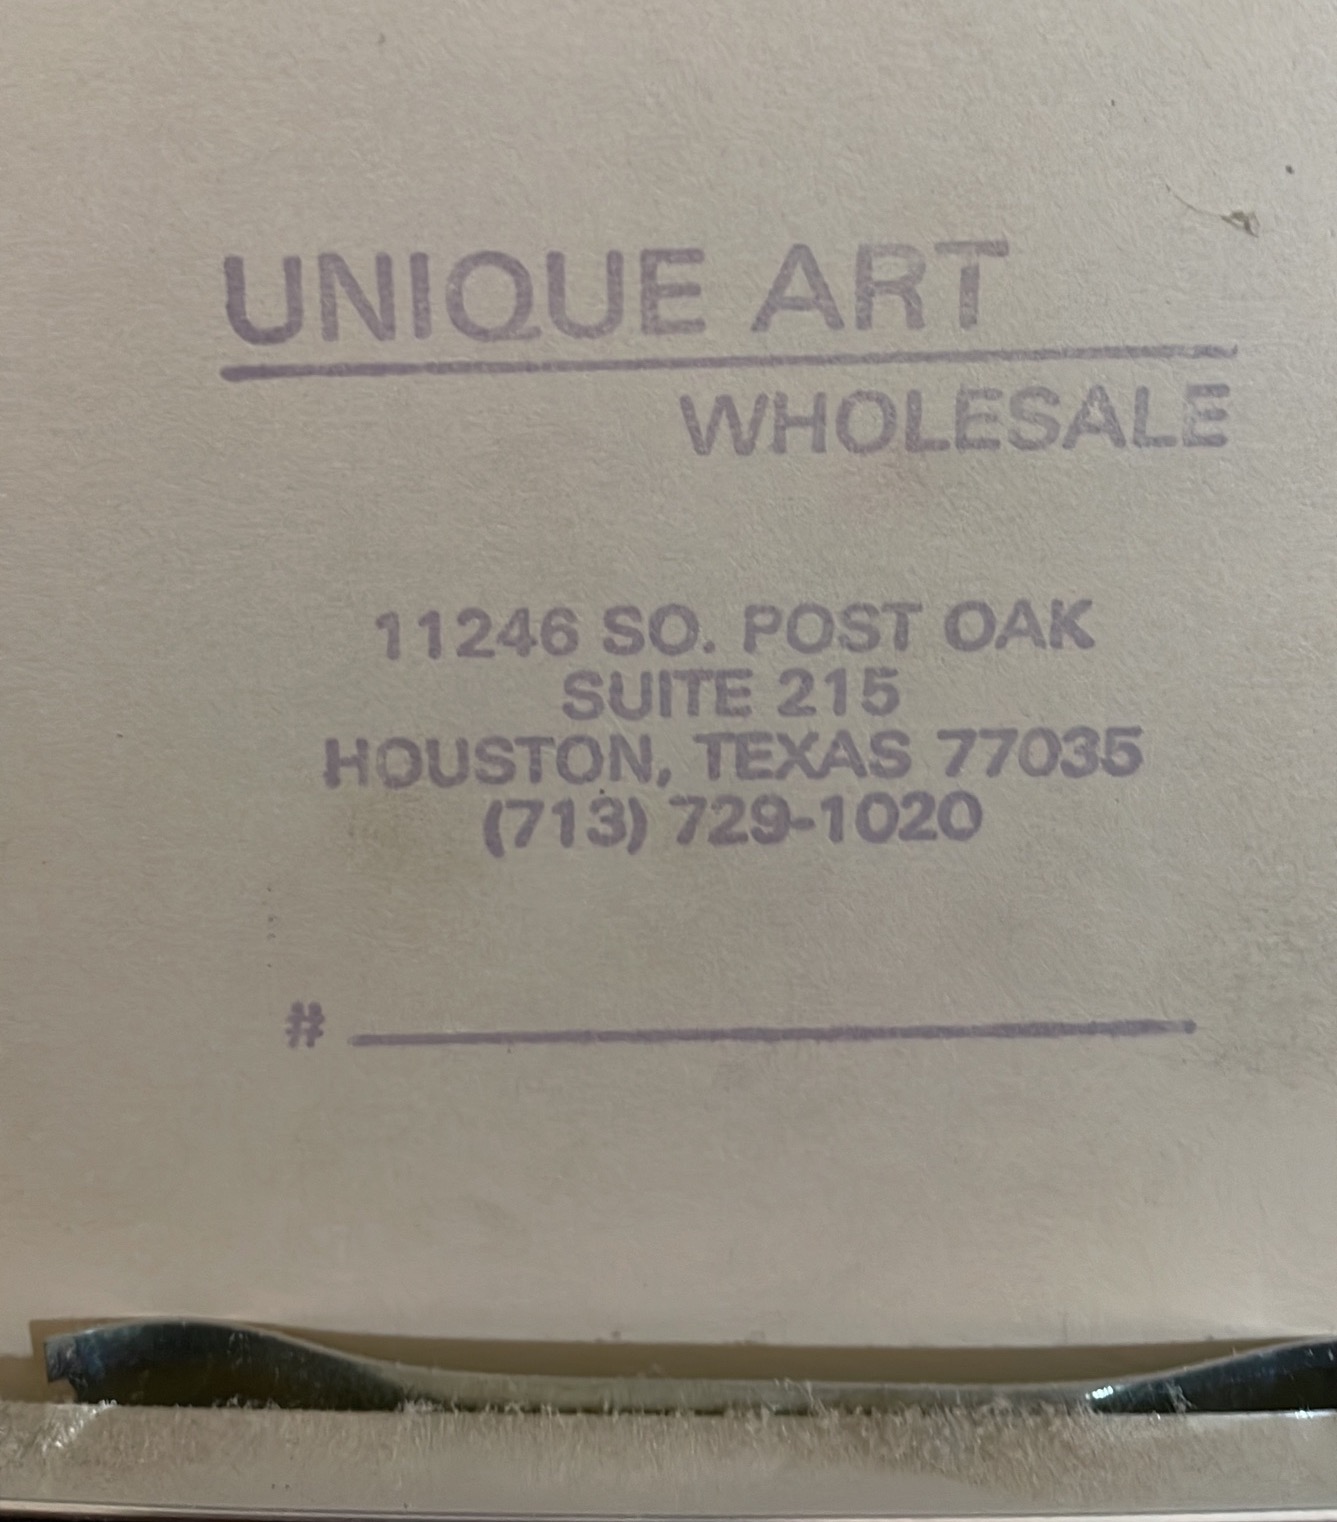 UNIQUE ART
WHOLESALE
11246 SO. POST OAK
SUITE 215
HOUSTON, TEXAS 77035
(713) 729-1020
#